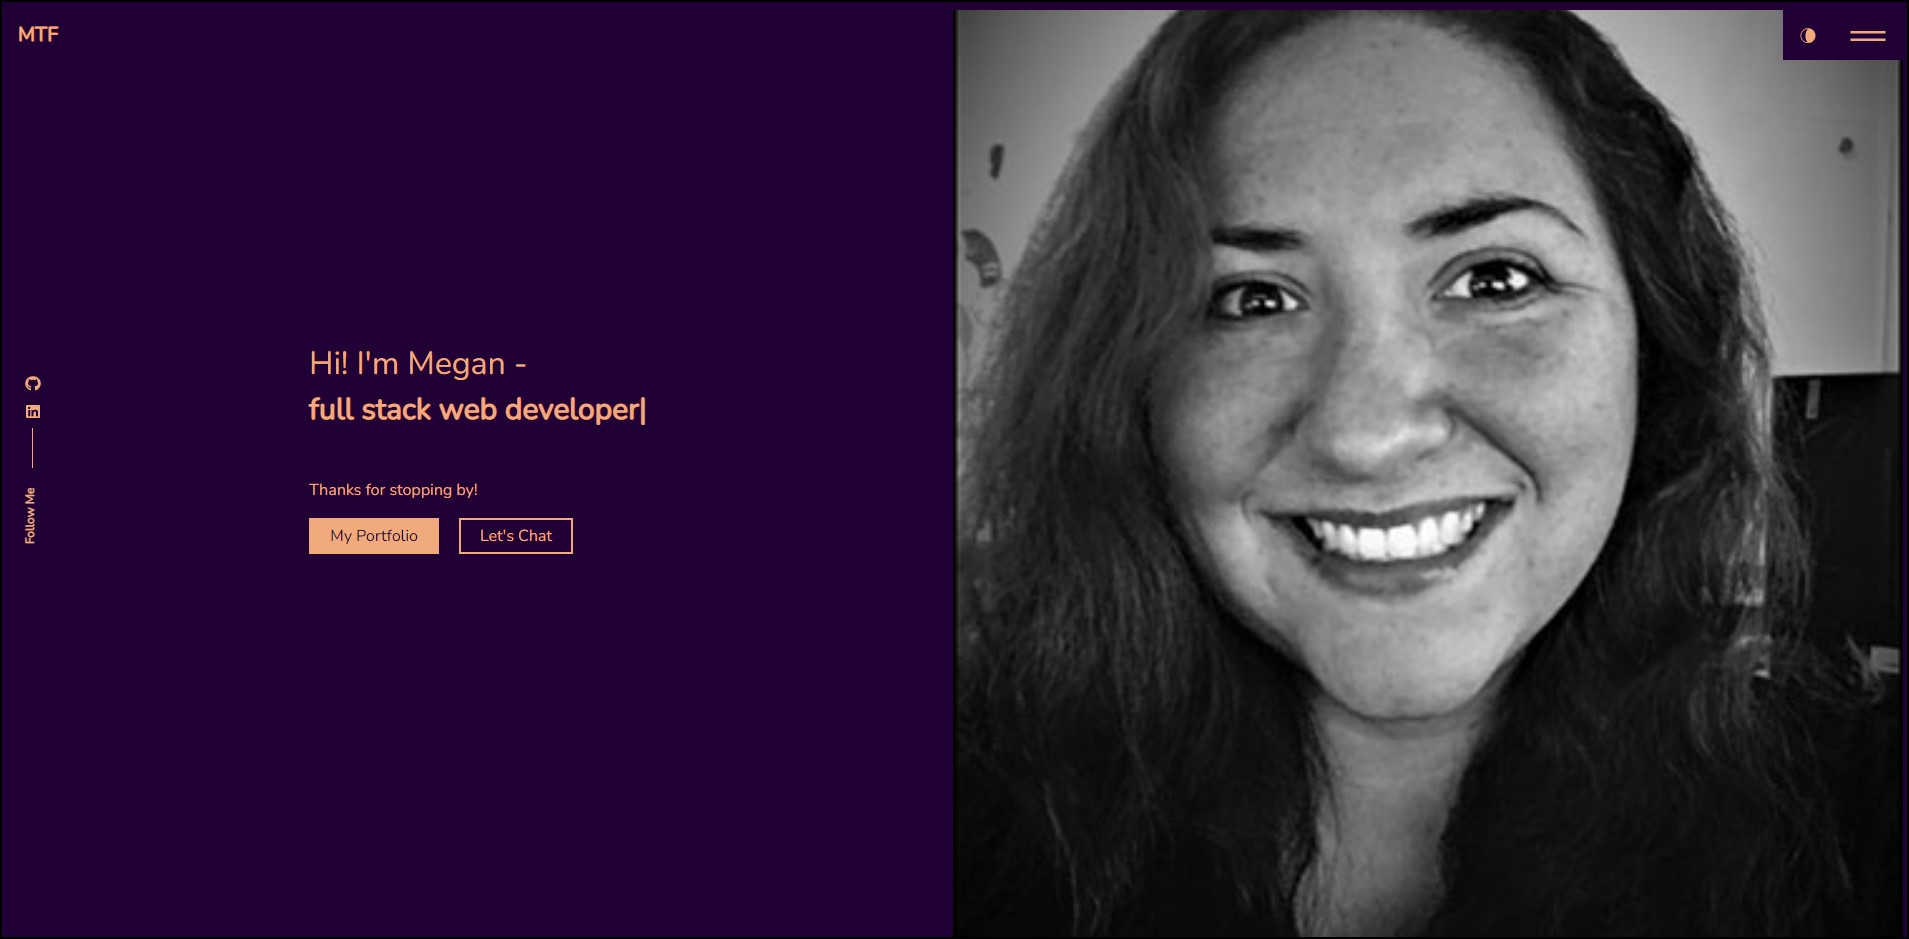 MTF
Hi! I'm Megan -
full stack web developer|
Thanks for stopping by!
My Portfolio
Let's Chat
Follow Me